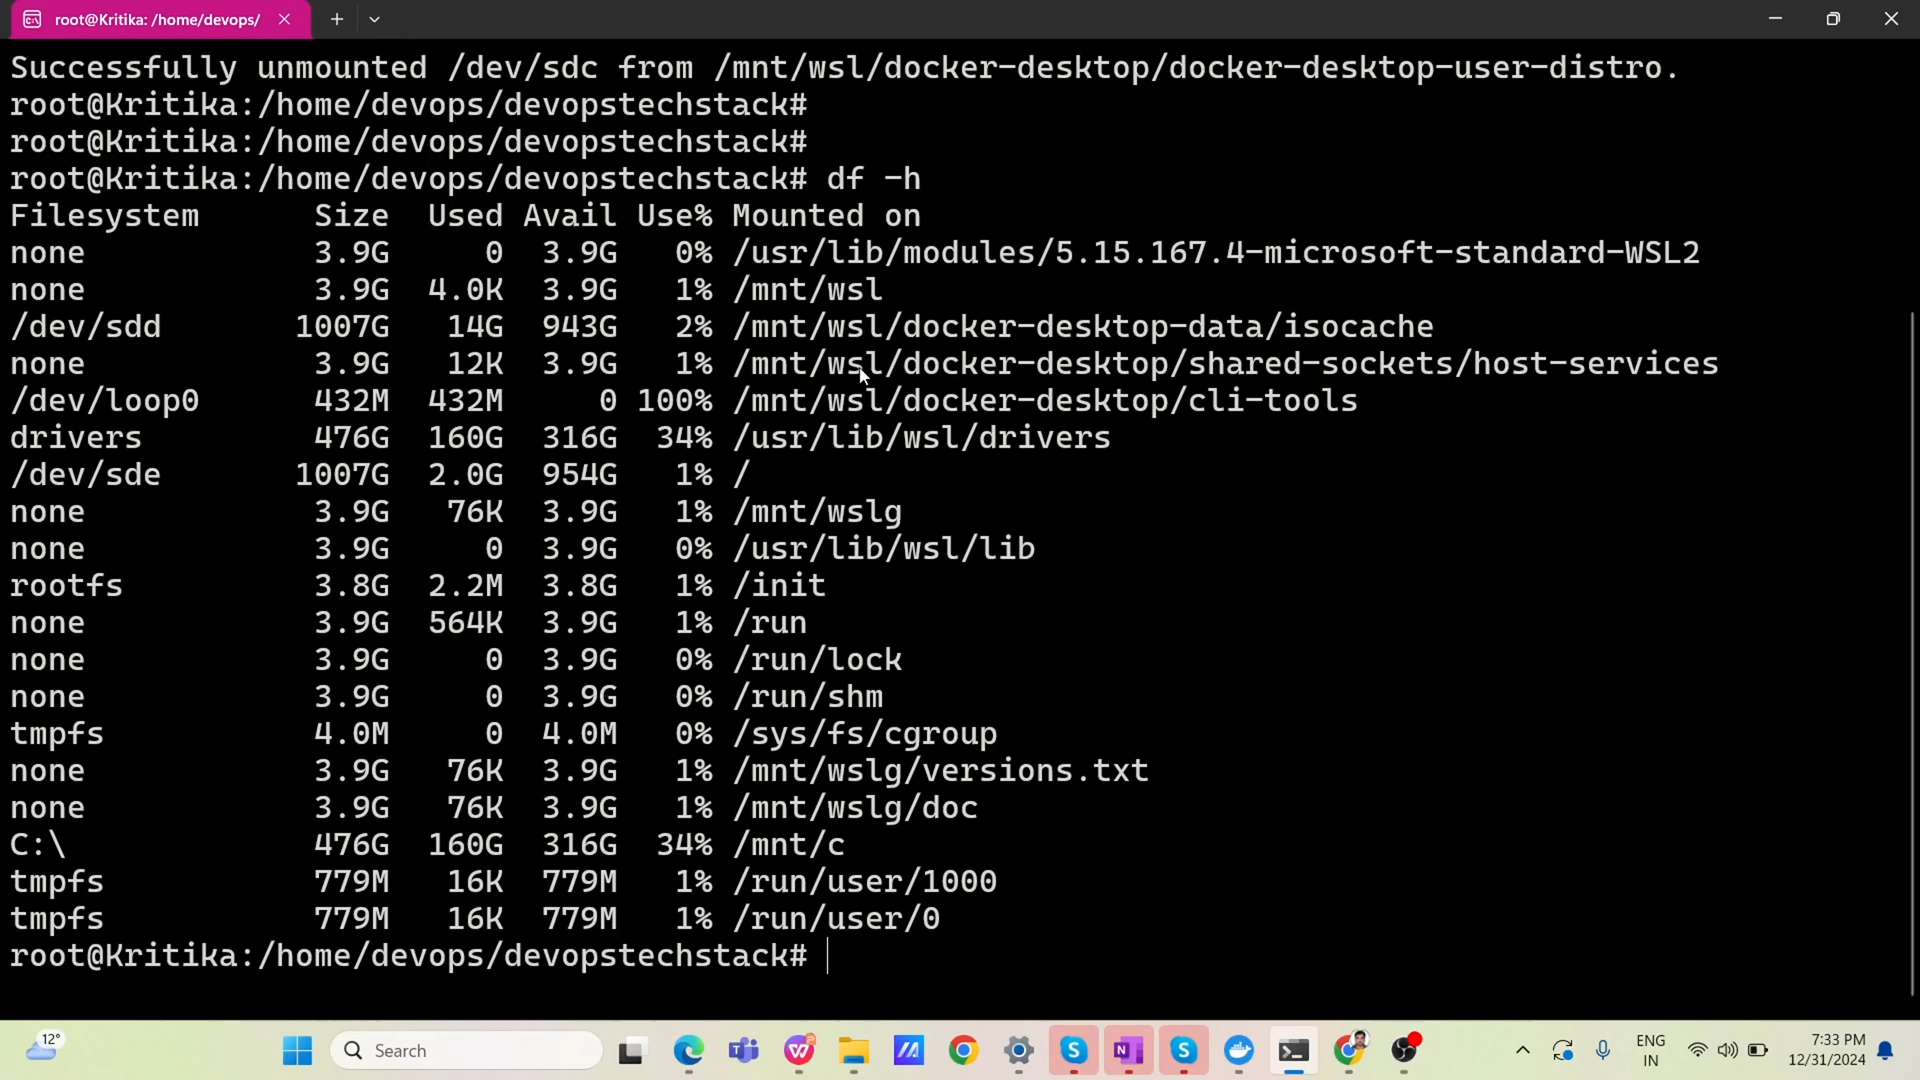 root@Kritika: /home/devops/
Successfully unmounted /dev/sdc from /mnt/wsl/docker-desktop/docker-desktop-user-distro.
root@Kritika:/home/devops/devopstechstack#
root@Kritika:/home/devops/devopstechstack#
root@Kritika:/home/devops/devopstechstack# df -h
Filesystem Size Used Avail Use% Mounted on
none 3.9G 0 3.9G 0% /usr/lib/modules/5.15.167.4-microsoft-standard-WSL2
none 3.9G 4.0K 3.9G 1% /mnt/wsl
/dev/sdd 1007G 14G 943G 2% /mnt/wsl/docker-desktop-data/isocache
none 3.9G 12K 3.9G 1% /mnt/wsl/docker-desktop/shared-sockets/host-services
/dev/loop0 432M 432M 0 100% /mnt/wsl/docker-desktop/cli-tools
drivers 476G 160G 316G 34% /usr/lib/wsl/drivers
/dev/sde 1007G 2.0G 954G 1% /
none 3.9G 76K 3.9G 1% /mnt/wslg
none 3.9G 0 3.9G 0% /usr/lib/wsl/lib
rootfs 3.8G 2.2M 3.8G 1% /init
none 3.9G 564K 3.9G 1% /run
none 3.9G 0 3.9G 0% /run/lock
none 3.9G 0 3.9G 0% /run/shm
tmpfs 4.0M 0 4.0M 0% /sys/fs/cgroup
none 3.9G 76K 3.9G 1% /mnt/wslg/versions.txt
none 3.9G 76K 3.9G 1% /mnt/wslg/doc
C:\ 476G 160G 316G 34% /mnt/c
tmpfs 779M 16K 779M 1% /run/user/1000
tmpfs 779M 16K 779M 1% /run/user/0
root@Kritika:/home/devops/devopstechstack#
12° Search ENG 7:33 PM
IN 12/31/2024